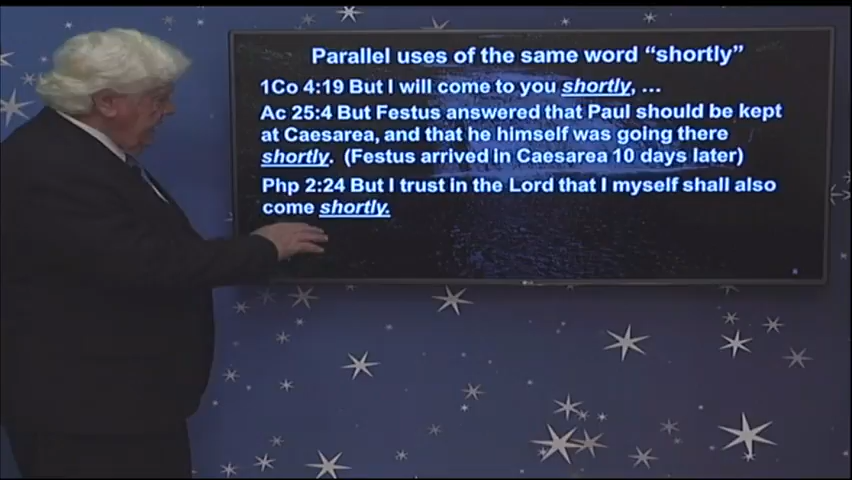 Parallel uses of the same word “shortly”
1Co 4:19 But I will come to you shortly, …
Ac 25:4 But Festus answered that Paul should be kept
at Caesarea, and that he himself was going there
shortly. (Festus arrived in Caesarea 10 days later)
Php 2:24 But I trust in the Lord that I myself shall also
come shortly.